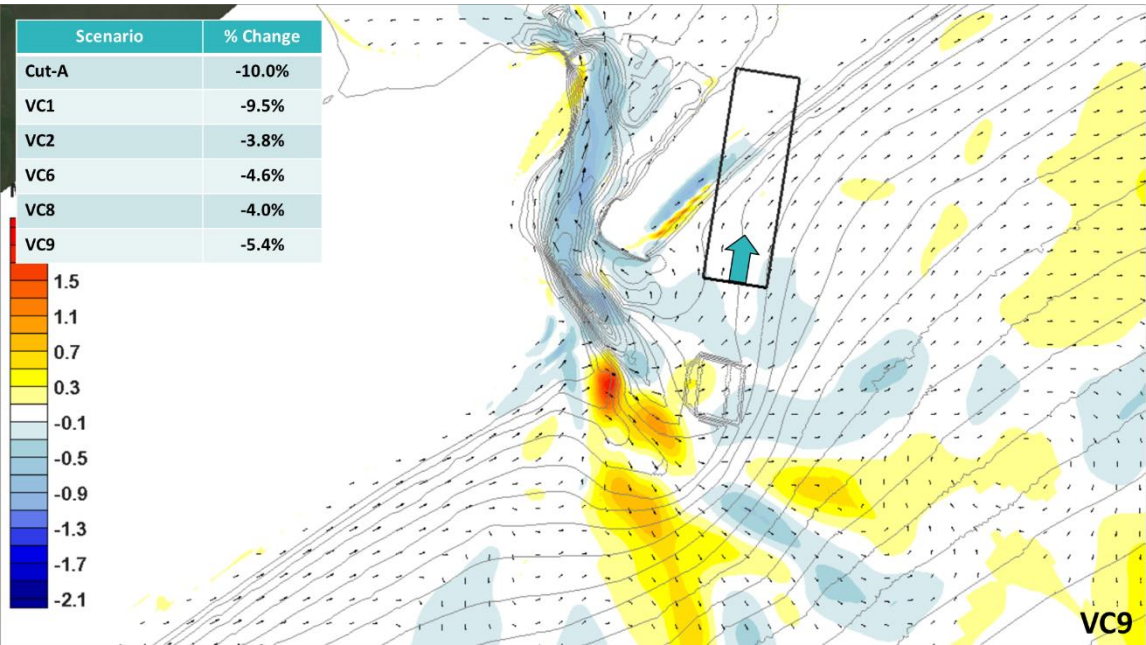 Scenario % Change
Cut-A -10.0%
VC1 -9.5%
VC2 -3.8%
VC6 -4.6%
VC8 -4.0%
VC9 -5.4%
1.5
1.1
0.7
0.3
-0.1
-0.5
-0.9
-1.3
-1.7
-2.1
VC9